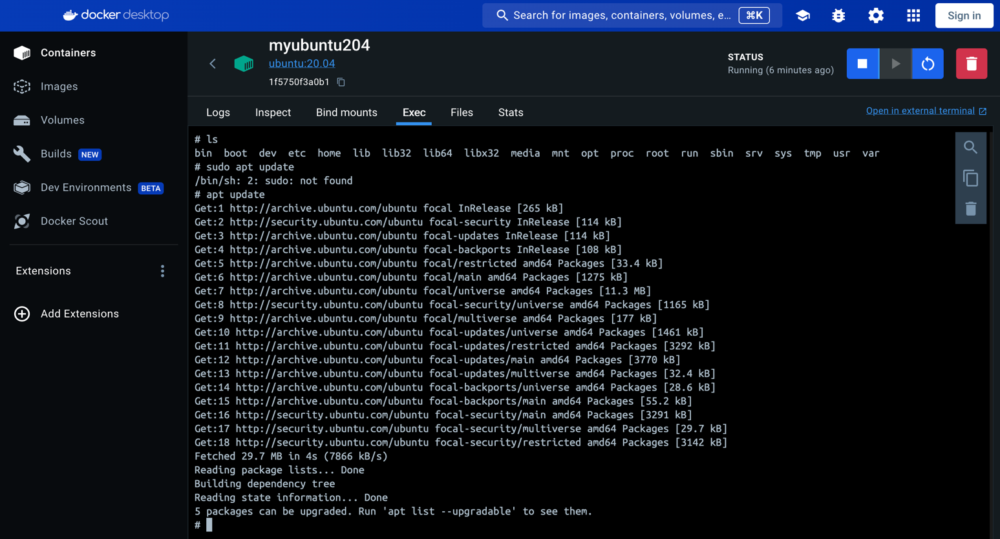 docker desktop
Search for images, containers, volumes, e... ⌘K
Sign in
Containers
Images
Volumes
Builds NEW
Dev Environments BETA
Docker Scout
Extensions
Add Extensions
myubuntu204
ubuntu:20.04
1f5750f3a0b1
STATUS
Running (6 minutes ago)
Logs Inspect Bind mounts Exec Files Stats
Open in external terminal
# ls
bin boot dev etc home lib lib32 lib64 libx32 media mnt opt proc root run sbin srv sys tmp usr var
# sudo apt update
/bin/sh: 2: sudo: not found
# apt update
Get:1 http://archive.ubuntu.com/ubuntu focal InRelease [265 kB]
Get:2 http://security.ubuntu.com/ubuntu focal-security InRelease [114 kB]
Get:3 http://archive.ubuntu.com/ubuntu focal-updates InRelease [114 kB]
Get:4 http://archive.ubuntu.com/ubuntu focal-backports InRelease [108 kB]
Get:5 http://archive.ubuntu.com/ubuntu focal/restricted amd64 Packages [33.4 kB]
Get:6 http://archive.ubuntu.com/ubuntu focal/main amd64 Packages [1275 kB]
Get:7 http://archive.ubuntu.com/ubuntu focal/universe amd64 Packages [11.3 MB]
Get:8 http://security.ubuntu.com/ubuntu focal-security/universe amd64 Packages [1165 kB]
Get:9 http://archive.ubuntu.com/ubuntu focal/multiverse amd64 Packages [177 kB]
Get:10 http://archive.ubuntu.com/ubuntu focal-updates/universe amd64 Packages [1461 kB]
Get:11 http://archive.ubuntu.com/ubuntu focal-updates/restricted amd64 Packages [3292 kB]
Get:12 http://archive.ubuntu.com/ubuntu focal-updates/main amd64 Packages [3770 kB]
Get:13 http://archive.ubuntu.com/ubuntu focal-updates/multiverse amd64 Packages [32.4 kB]
Get:14 http://archive.ubuntu.com/ubuntu focal-backports/universe amd64 Packages [28.6 kB]
Get:15 http://archive.ubuntu.com/ubuntu focal-backports/main amd64 Packages [55.2 kB]
Get:16 http://security.ubuntu.com/ubuntu focal-security/main amd64 Packages [3291 kB]
Get:17 http://security.ubuntu.com/ubuntu focal-security/multiverse amd64 Packages [29.7 kB]
Get:18 http://security.ubuntu.com/ubuntu focal-security/restricted amd64 Packages [3142 kB]
Fetched 29.7 MB in 4s (7866 kB/s)
Reading package lists... Done
Building dependency tree
Reading state information... Done
5 packages can be upgraded. Run 'apt list --upgradable' to see them.
#